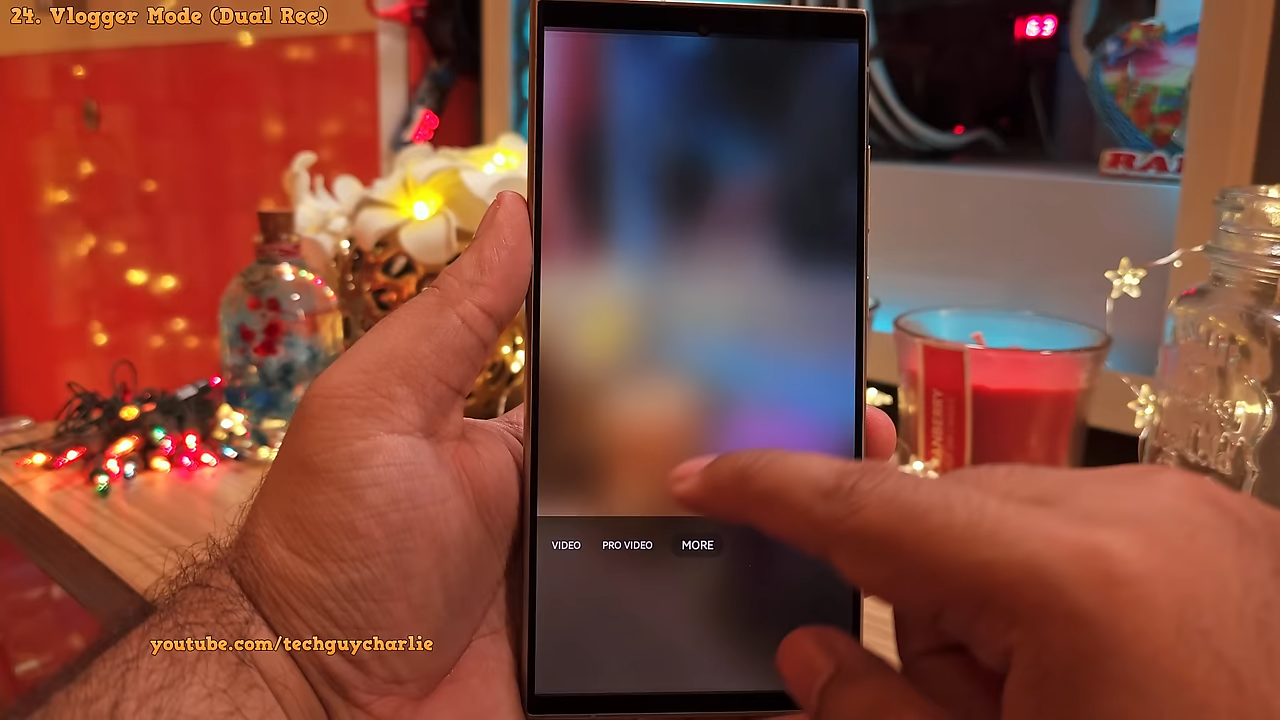 24. Vlogger Mode (Dual Rec)
VIDEO PRO VIDEO MORE
youtube.com/techguycharlie